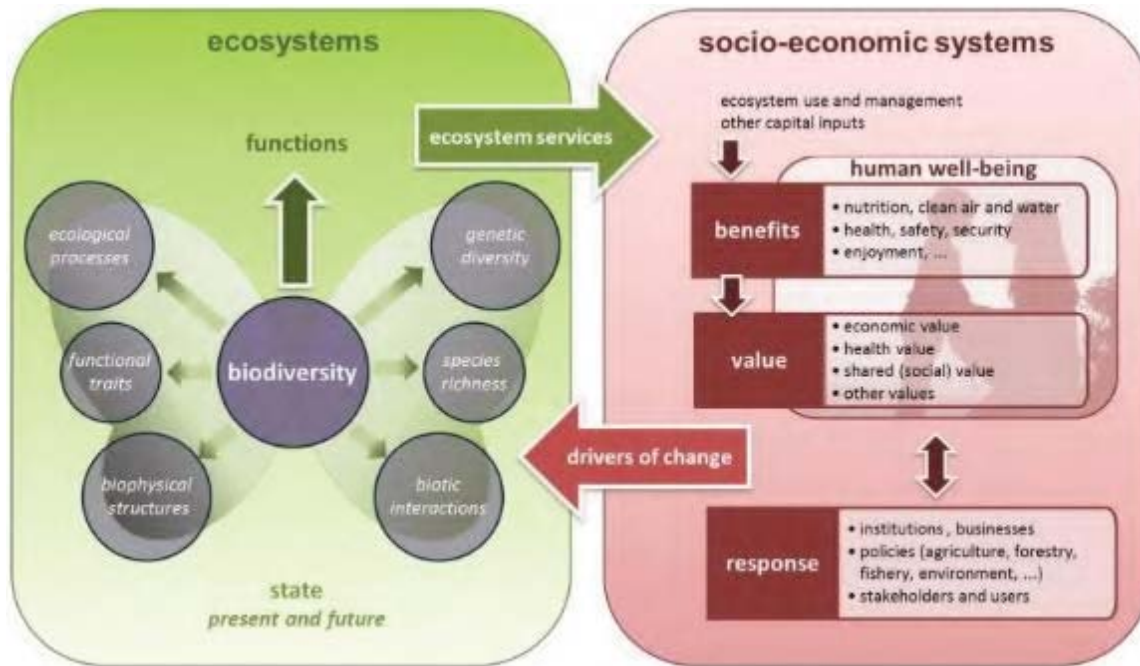 ecosystems
functions
ecological
processes
genetic
diversity
functional
traits
biodiversity
species
richness
biophysical
structures
biotic
interactions
state
present and future
ecosystem services
drivers of change
socio-economic systems
ecosystem use and management
other capital inputs
human well-being
benefits
• nutrition, clean air and water
• health, safety, security
• enjoyment, ...
value
• economic value
• health value
• shared (social) value
• other values
response
• institutions , businesses
• policies (agriculture, forestry,
fishery, environment, ...)
• stakeholders and users